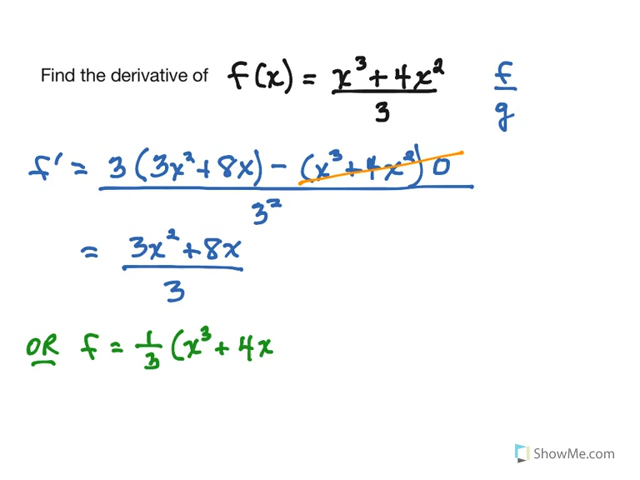 Find the derivative of f(x) = x³ + 4x² / 3 f / g
f' = 3(3x² + 8x) − (x³ + 4x²) 0 / 3²
= 3x² + 8x / 3
OR f = 1/3 (x³ + 4x
ShowMe.com